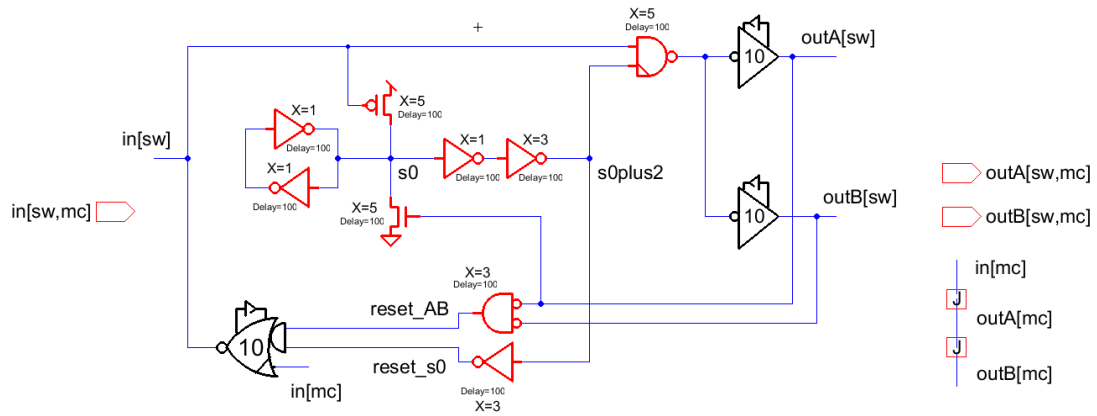 X=5
Delay=100
outA[sw]
10
X=5
Delay=100
X=1
Delay=100
in[sw]
X=1
Delay=100
s0
X=1
Delay=100
X=3
Delay=100
s0plus2
outA[sw,mc]
in[sw,mc]
X=5
Delay=100
10
outB[sw]
outB[sw,mc]
in[mc]
J
outA[mc]
J
outB[mc]
X=3
Delay=100
reset_AB
10
reset_s0
in[mc]
Delay=100
X=3